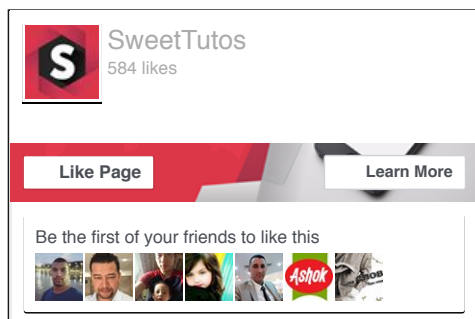 SweetTutos
584 likes
S
Like Page
Learn More
Be the first of your friends to like this
Ashok